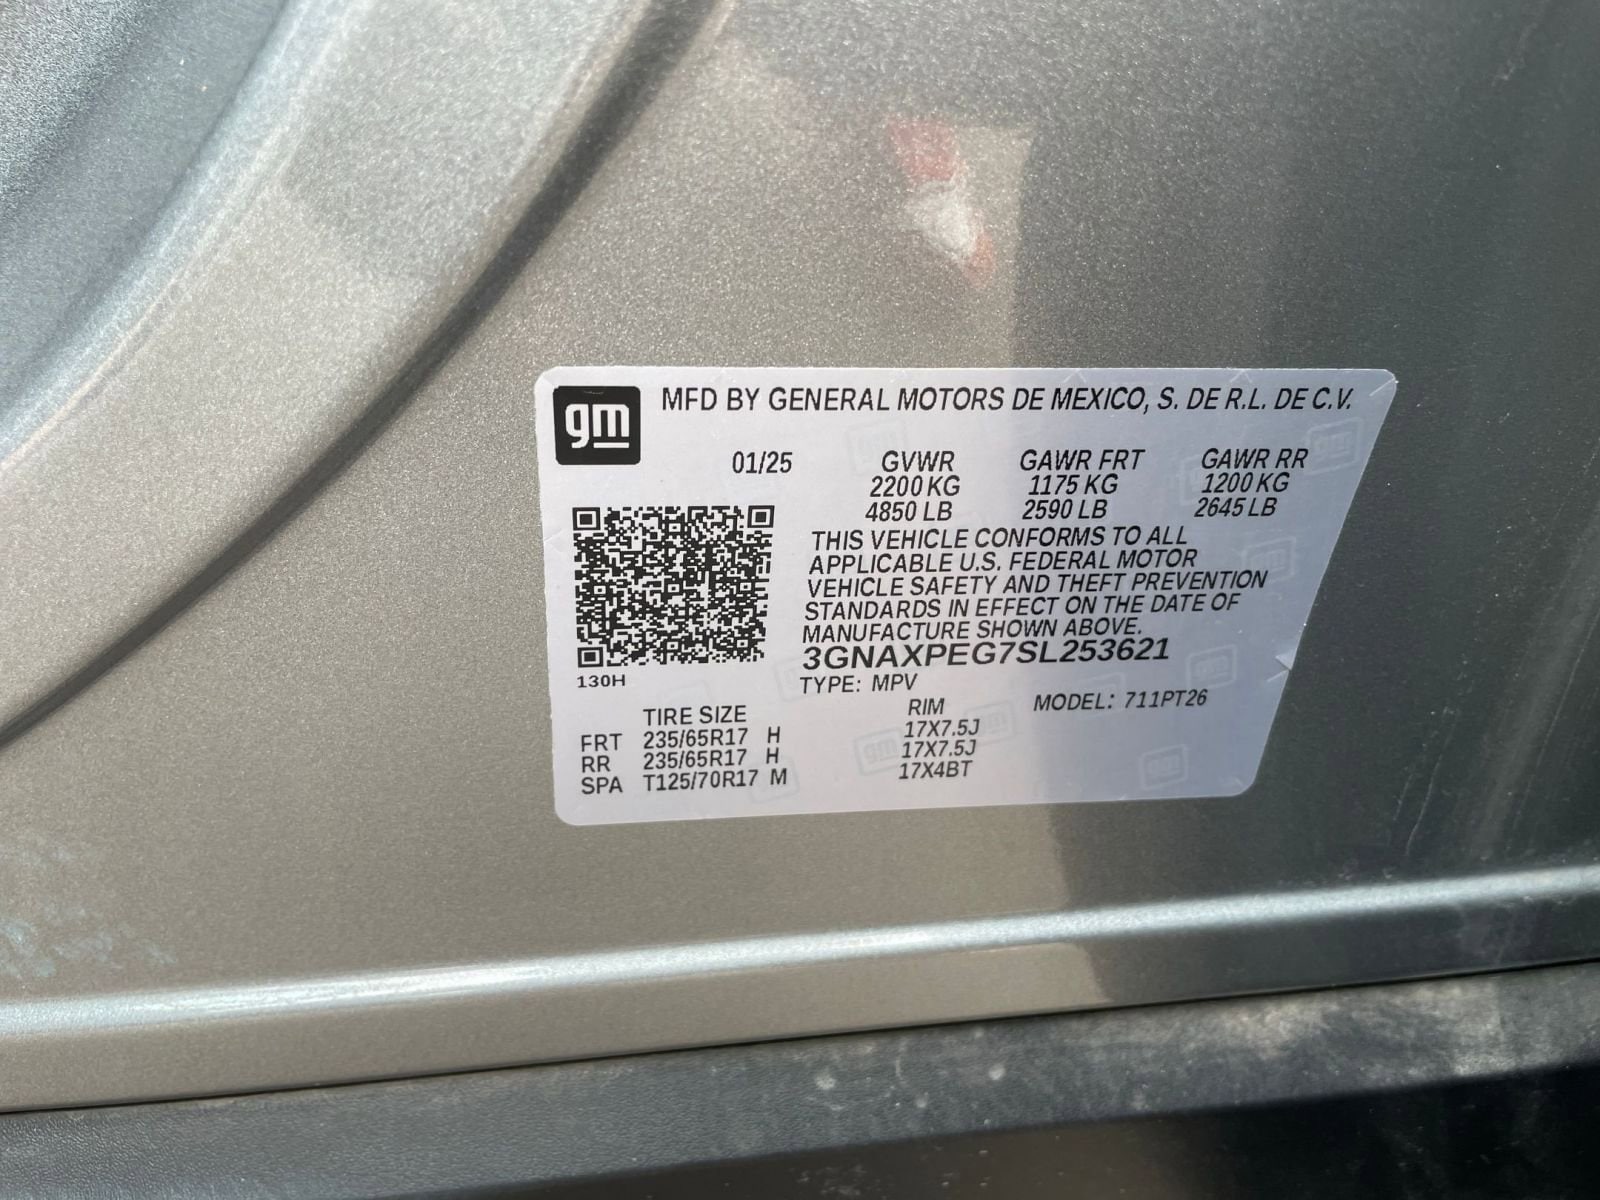 gm
MFD BY GENERAL MOTORS DE MEXICO, S. DE R.L. DE C.V.
01/25 GVWR GAWR FRT GAWR RR
2200 KG 1175 KG 1200 KG
4850 LB 2590 LB 2645 LB
THIS VEHICLE CONFORMS TO ALL
APPLICABLE U.S. FEDERAL MOTOR
VEHICLE SAFETY AND THEFT PREVENTION
STANDARDS IN EFFECT ON THE DATE OF
MANUFACTURE SHOWN ABOVE.
3GNAXPEG7SL253621
130H
TYPE: MPV
MODEL: 711PT26
TIRE SIZE RIM
FRT 235/65R17 H 17X7.5J
RR 235/65R17 H 17X7.5J
SPA T125/70R17 M 17X4BT